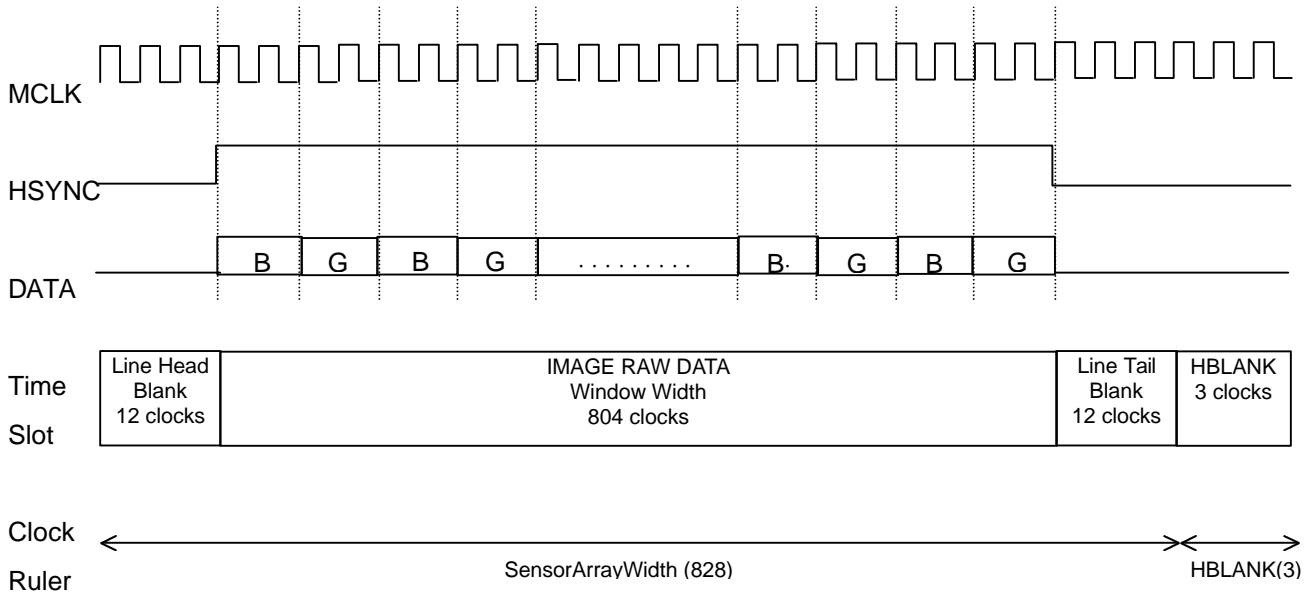 MCLK
HSYNC
DATA
B G B G ......... B. G B G
Time
Slot
Line Head
Blank
12 clocks
IMAGE RAW DATA
Window Width
804 clocks
Line Tail
Blank
12 clocks
HBLANK
3 clocks
Clock
Ruler
SensorArrayWidth (828)
HBLANK(3)